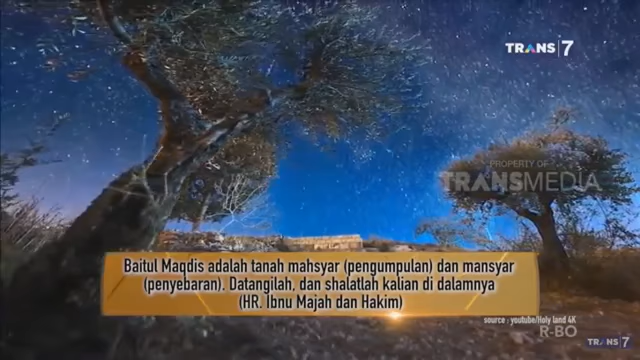 TRANS|7
PROPERTY OF
TRANSMEDIA
Baitul Maqdis adalah tanah mahsyar (pengumpulan) dan mansyar
(penyebaran). Datangilah, dan shalatlah kalian di dalamnya
(HR. Ibnu Majah dan Hakim)
source : youtube/Holy land 4K
R-BO
TRANS|7